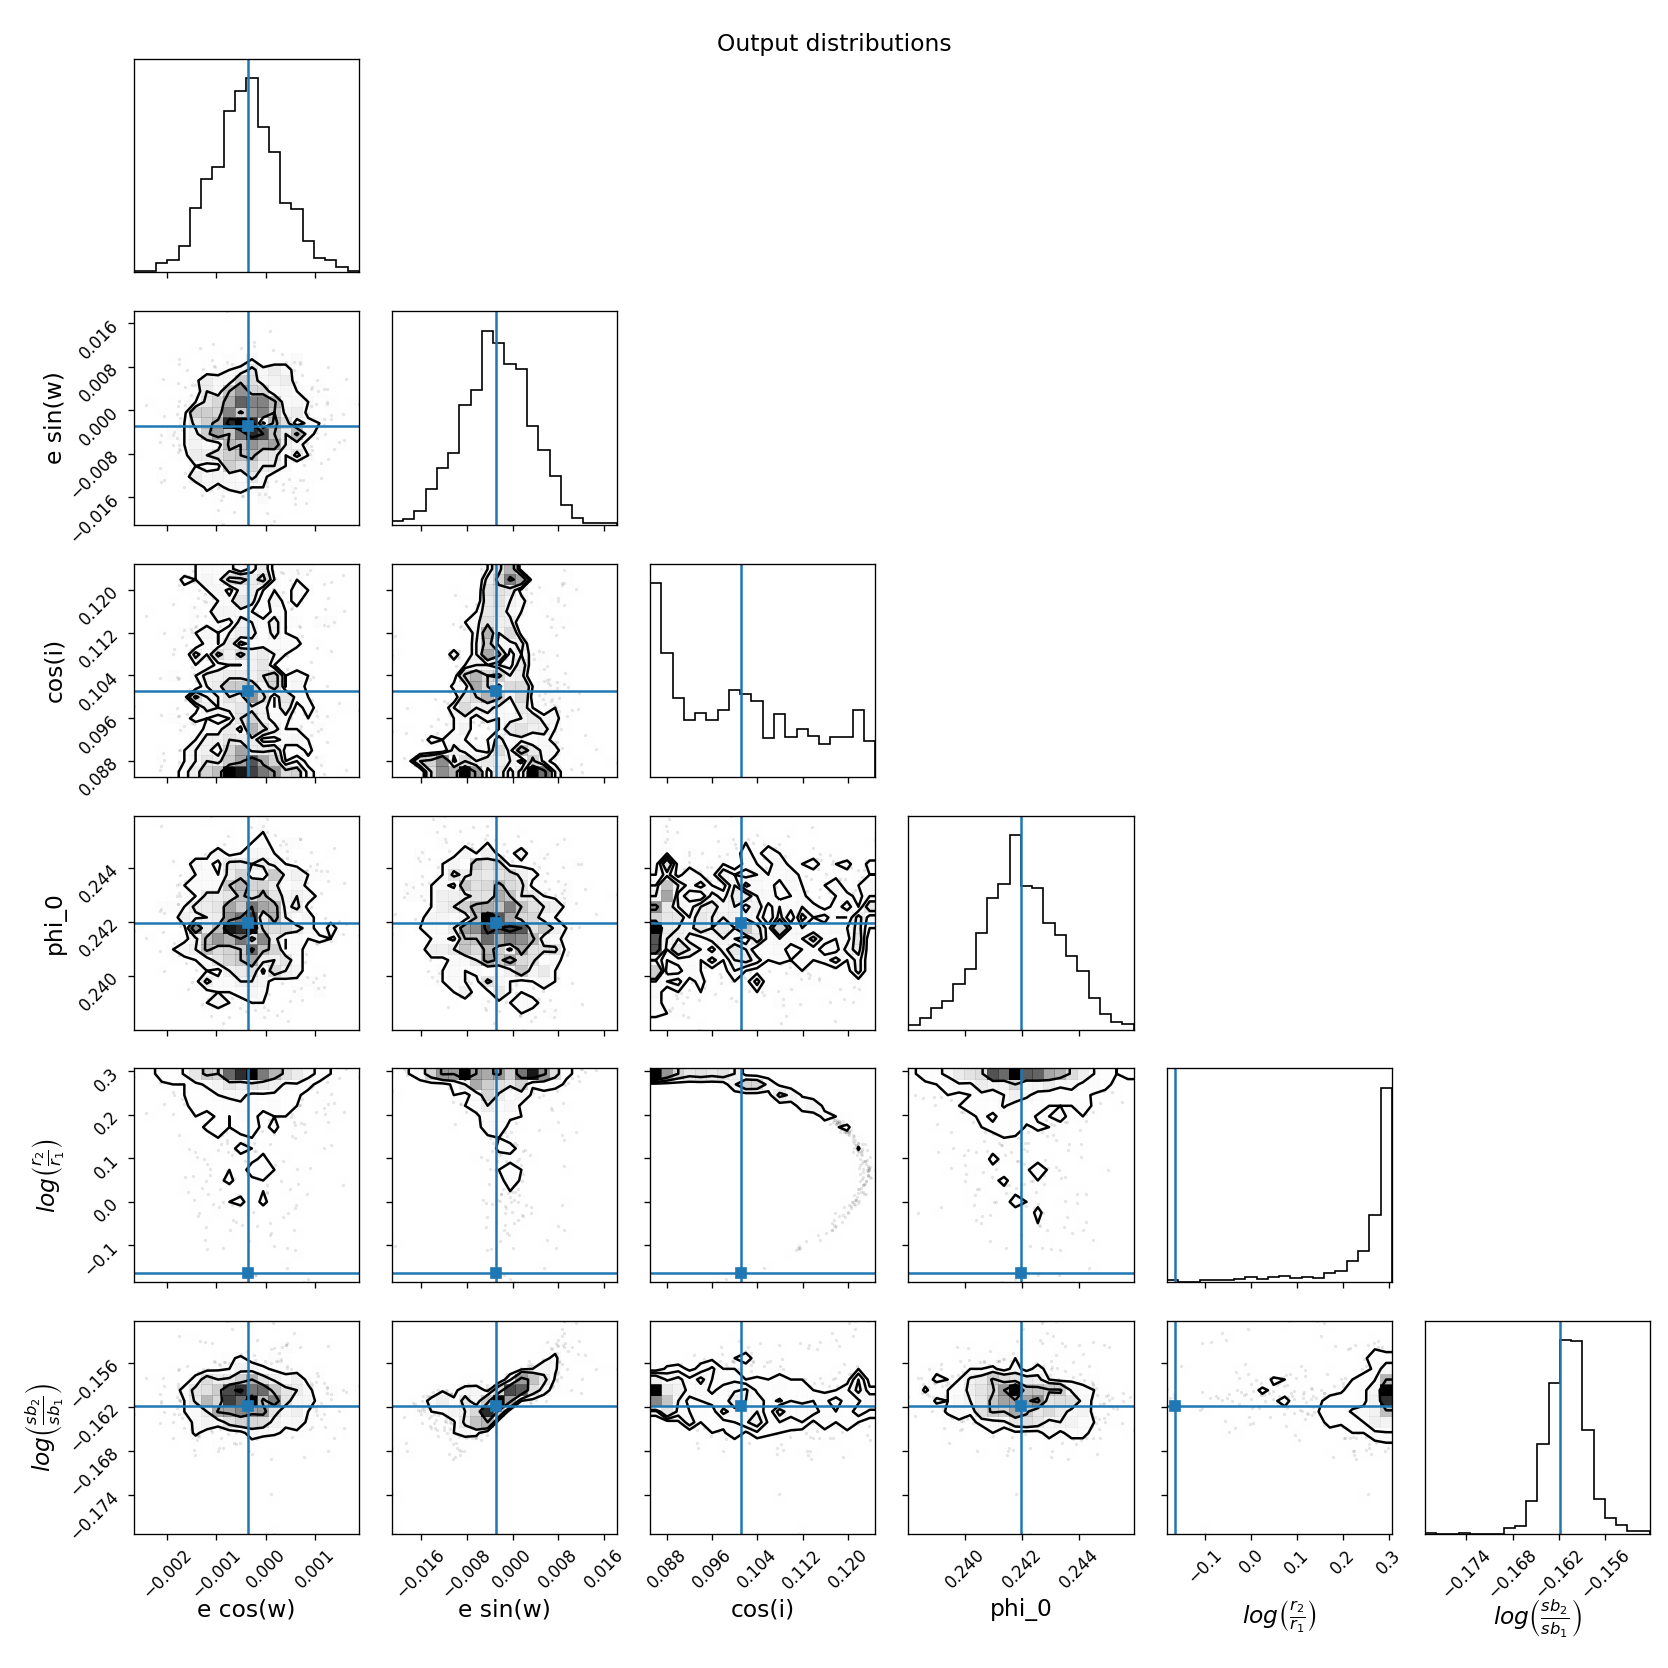 Output distributions
0.016
0.008
0.000
−0.008
−0.016
e sin(w)
0.120
0.112
0.104
0.096
0.088
cos(i)
0.244
0.242
0.240
phi_0
0.3
0.2
0.1
0.0
−0.1
log(r₂/r₁)
−0.156
−0.162
−0.168
−0.174
log(sb₂/sb₁)
−0.002 −0.001 0.000 0.001
e cos(w)
−0.016 −0.008 0.000 0.008 0.016
e sin(w)
0.088 0.096 0.104 0.112 0.120
cos(i)
0.240 0.242 0.244
phi_0
−0.1 0.0 0.1 0.2 0.3
log(r₂/r₁)
−0.174 −0.168 −0.162 −0.156
log(sb₂/sb₁)